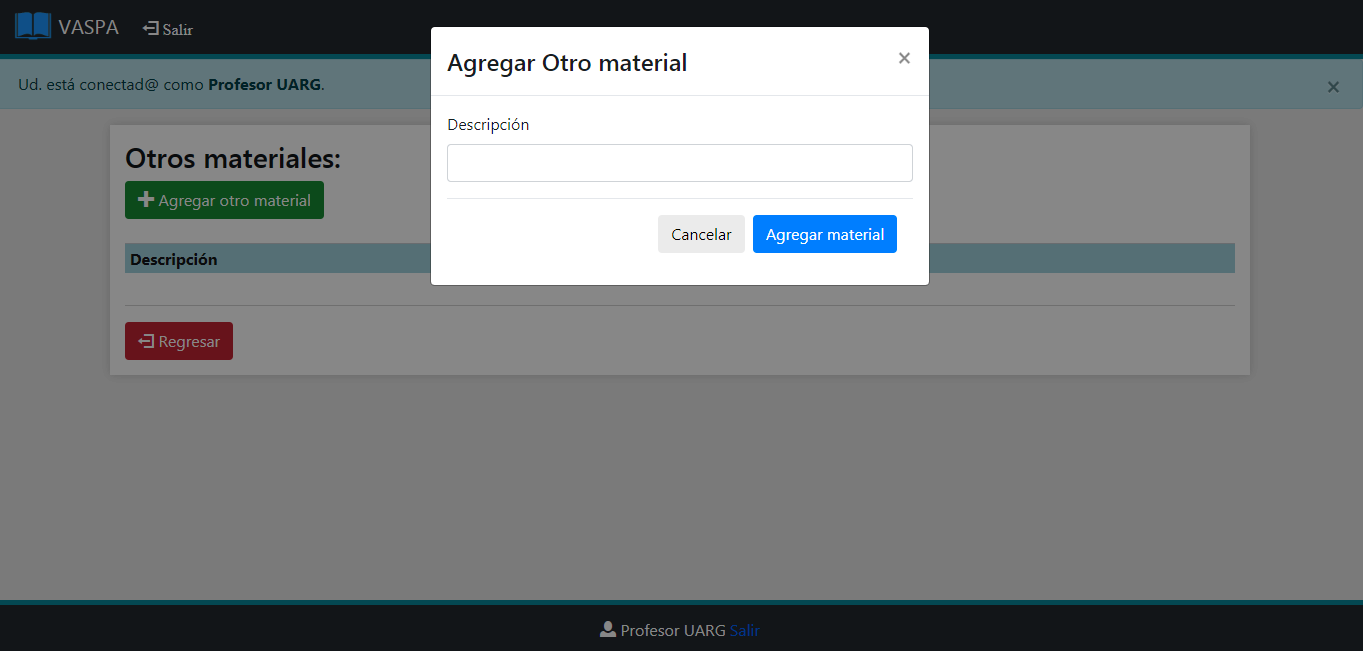 VASPA Salir
Ud. está conectad@ como Profesor UARG.
×
Agregar Otro material
×
Descripción
Cancelar Agregar material
Otros materiales:
Agregar otro material
Descripción
Regresar
Profesor UARG Salir